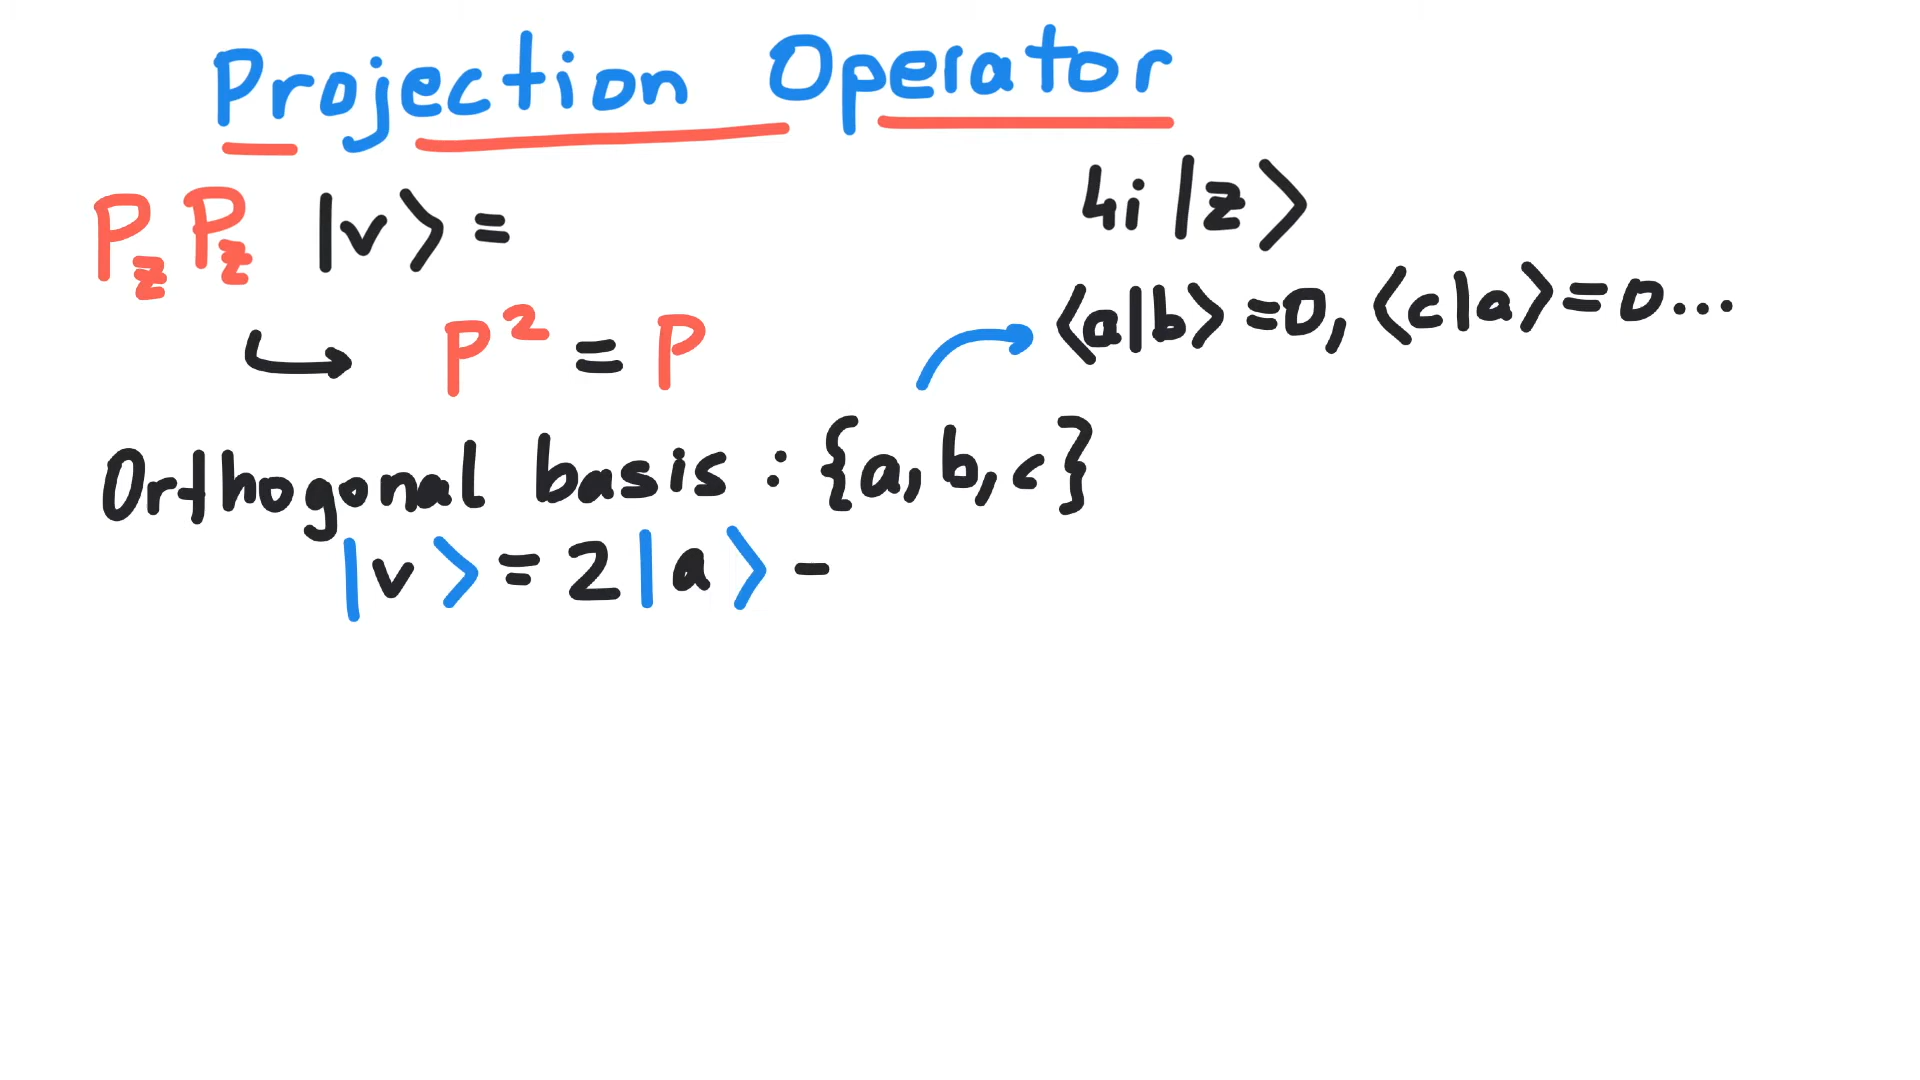 Projection Operator
P_z P_z |v⟩ = 4i |z⟩
P² = P
⟨a|b⟩ = 0, ⟨c|a⟩ = 0...
Orthogonal basis : {a, b, c}
|v⟩ = 2|a⟩ -